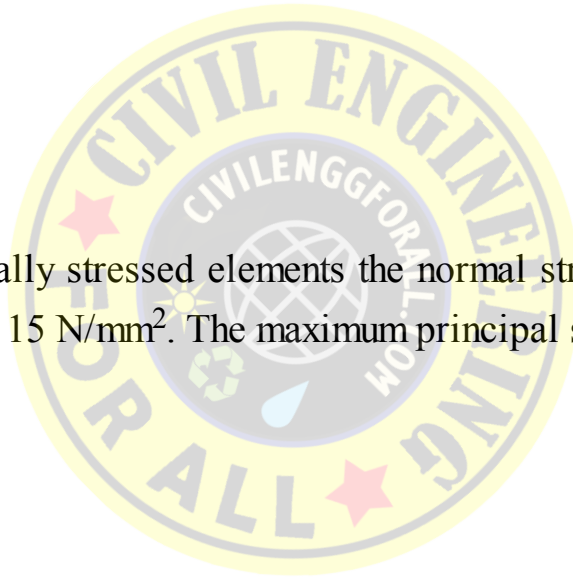 CIVIL ENGINEERING
CIVILENGGFORALL.COM
ally stressed elements the normal str
15 N/mm². The maximum principal s
FOR ALL